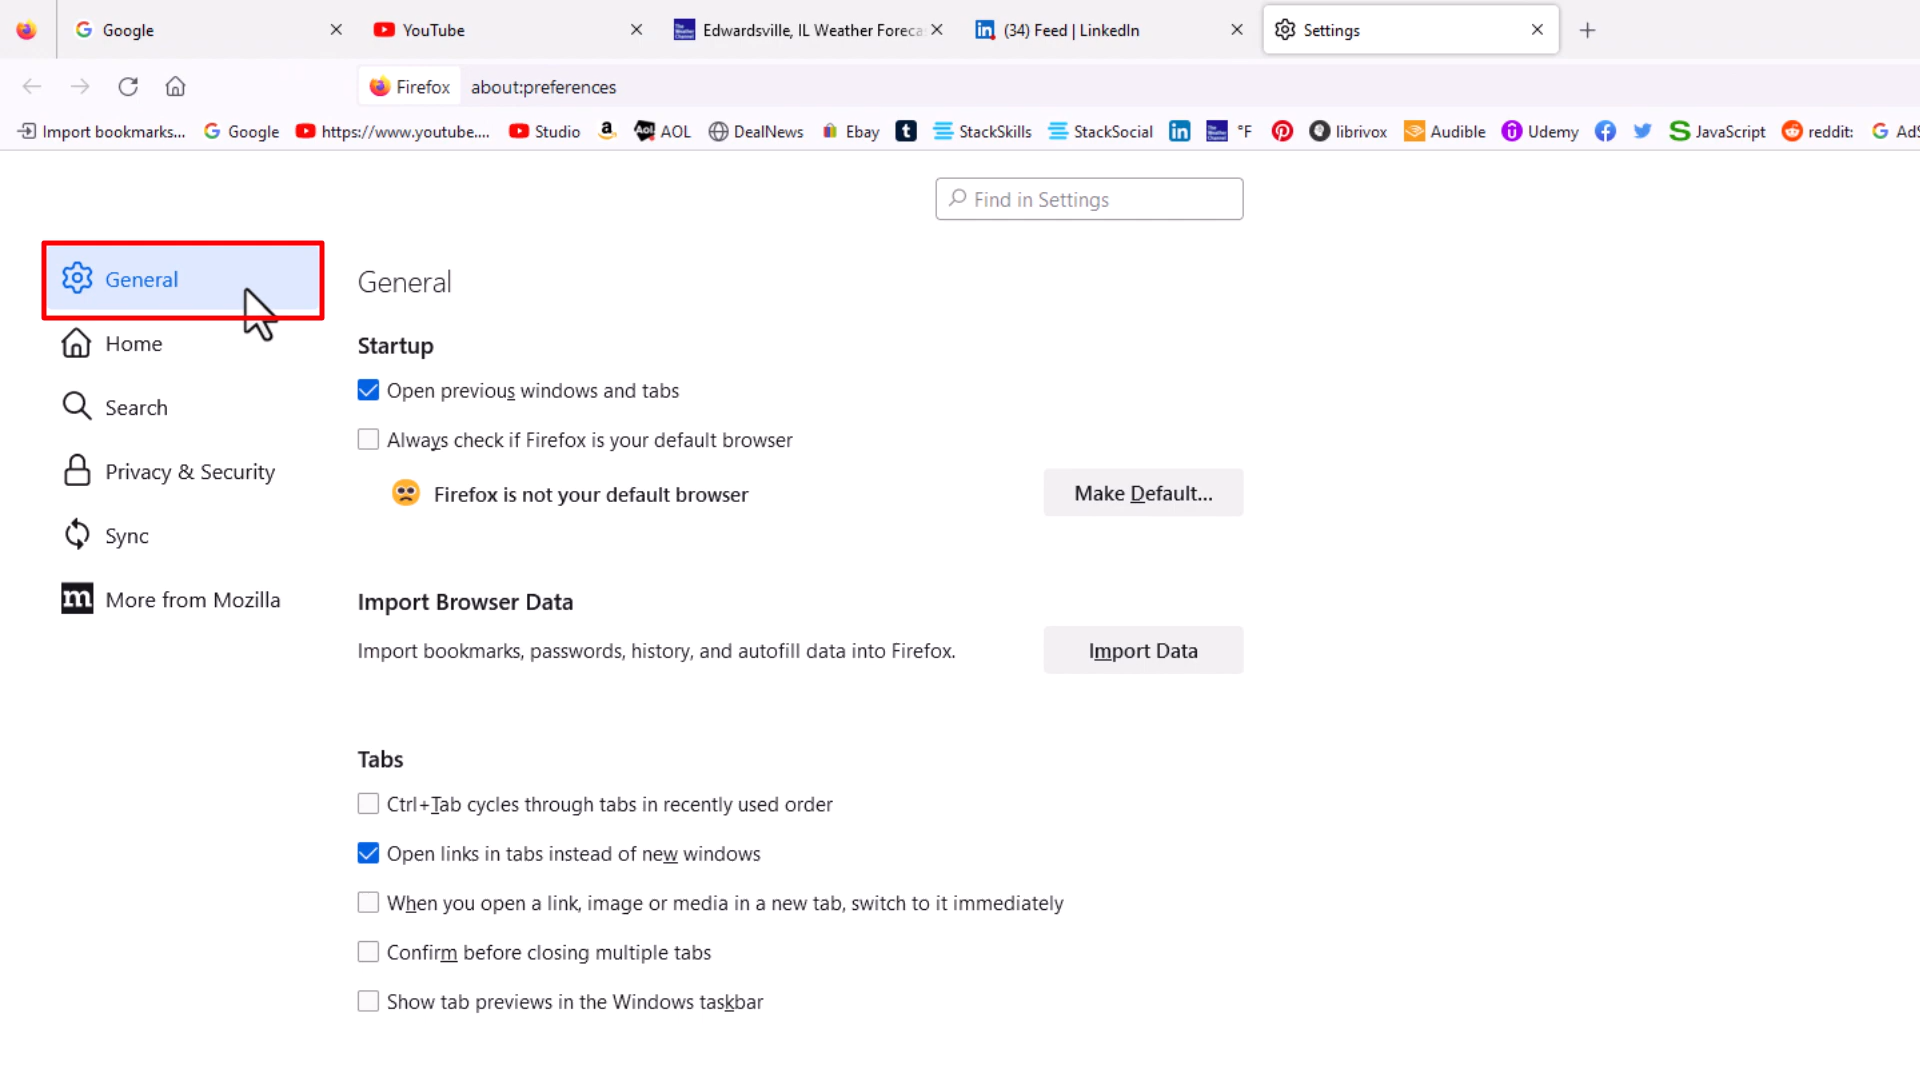 Google
YouTube
Edwardsville, IL Weather Foreca
(34) Feed | LinkedIn
Settings
Firefox about:preferences
Import bookmarks... Google https://www.youtube.... Studio AOL DealNews Ebay StackSkills StackSocial °F librivox Audible Udemy JavaScript reddit: AdS
Find in Settings
General
Home
Search
Privacy & Security
Sync
More from Mozilla
General
Startup
Open previous windows and tabs
Always check if Firefox is your default browser
Firefox is not your default browser
Make Default...
Import Browser Data
Import bookmarks, passwords, history, and autofill data into Firefox.
Import Data
Tabs
Ctrl+Tab cycles through tabs in recently used order
Open links in tabs instead of new windows
When you open a link, image or media in a new tab, switch to it immediately
Confirm before closing multiple tabs
Show tab previews in the Windows taskbar